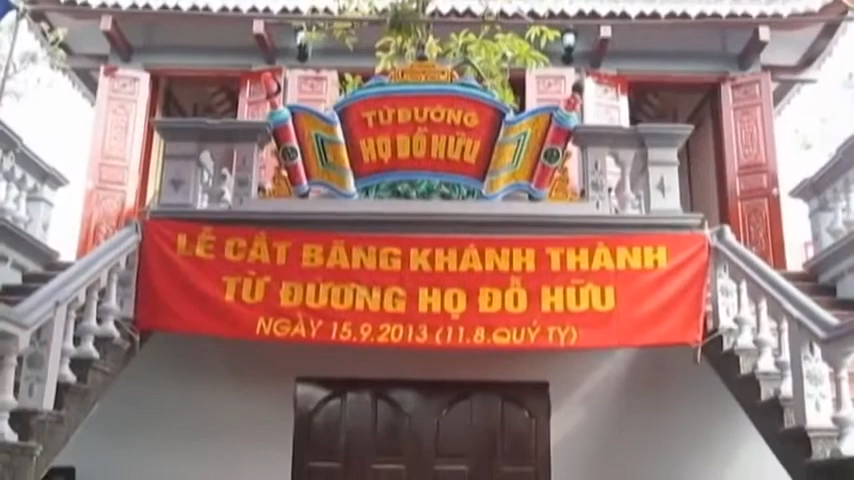 TỪ ĐƯỜNG
HỌ ĐỖ HỮU
LỄ CẮT BĂNG KHÁNH THÀNH
TỪ ĐƯỜNG HỌ ĐỖ HỮU
NGÀY 15.9.2013 (11.8.QUÝ TỴ)